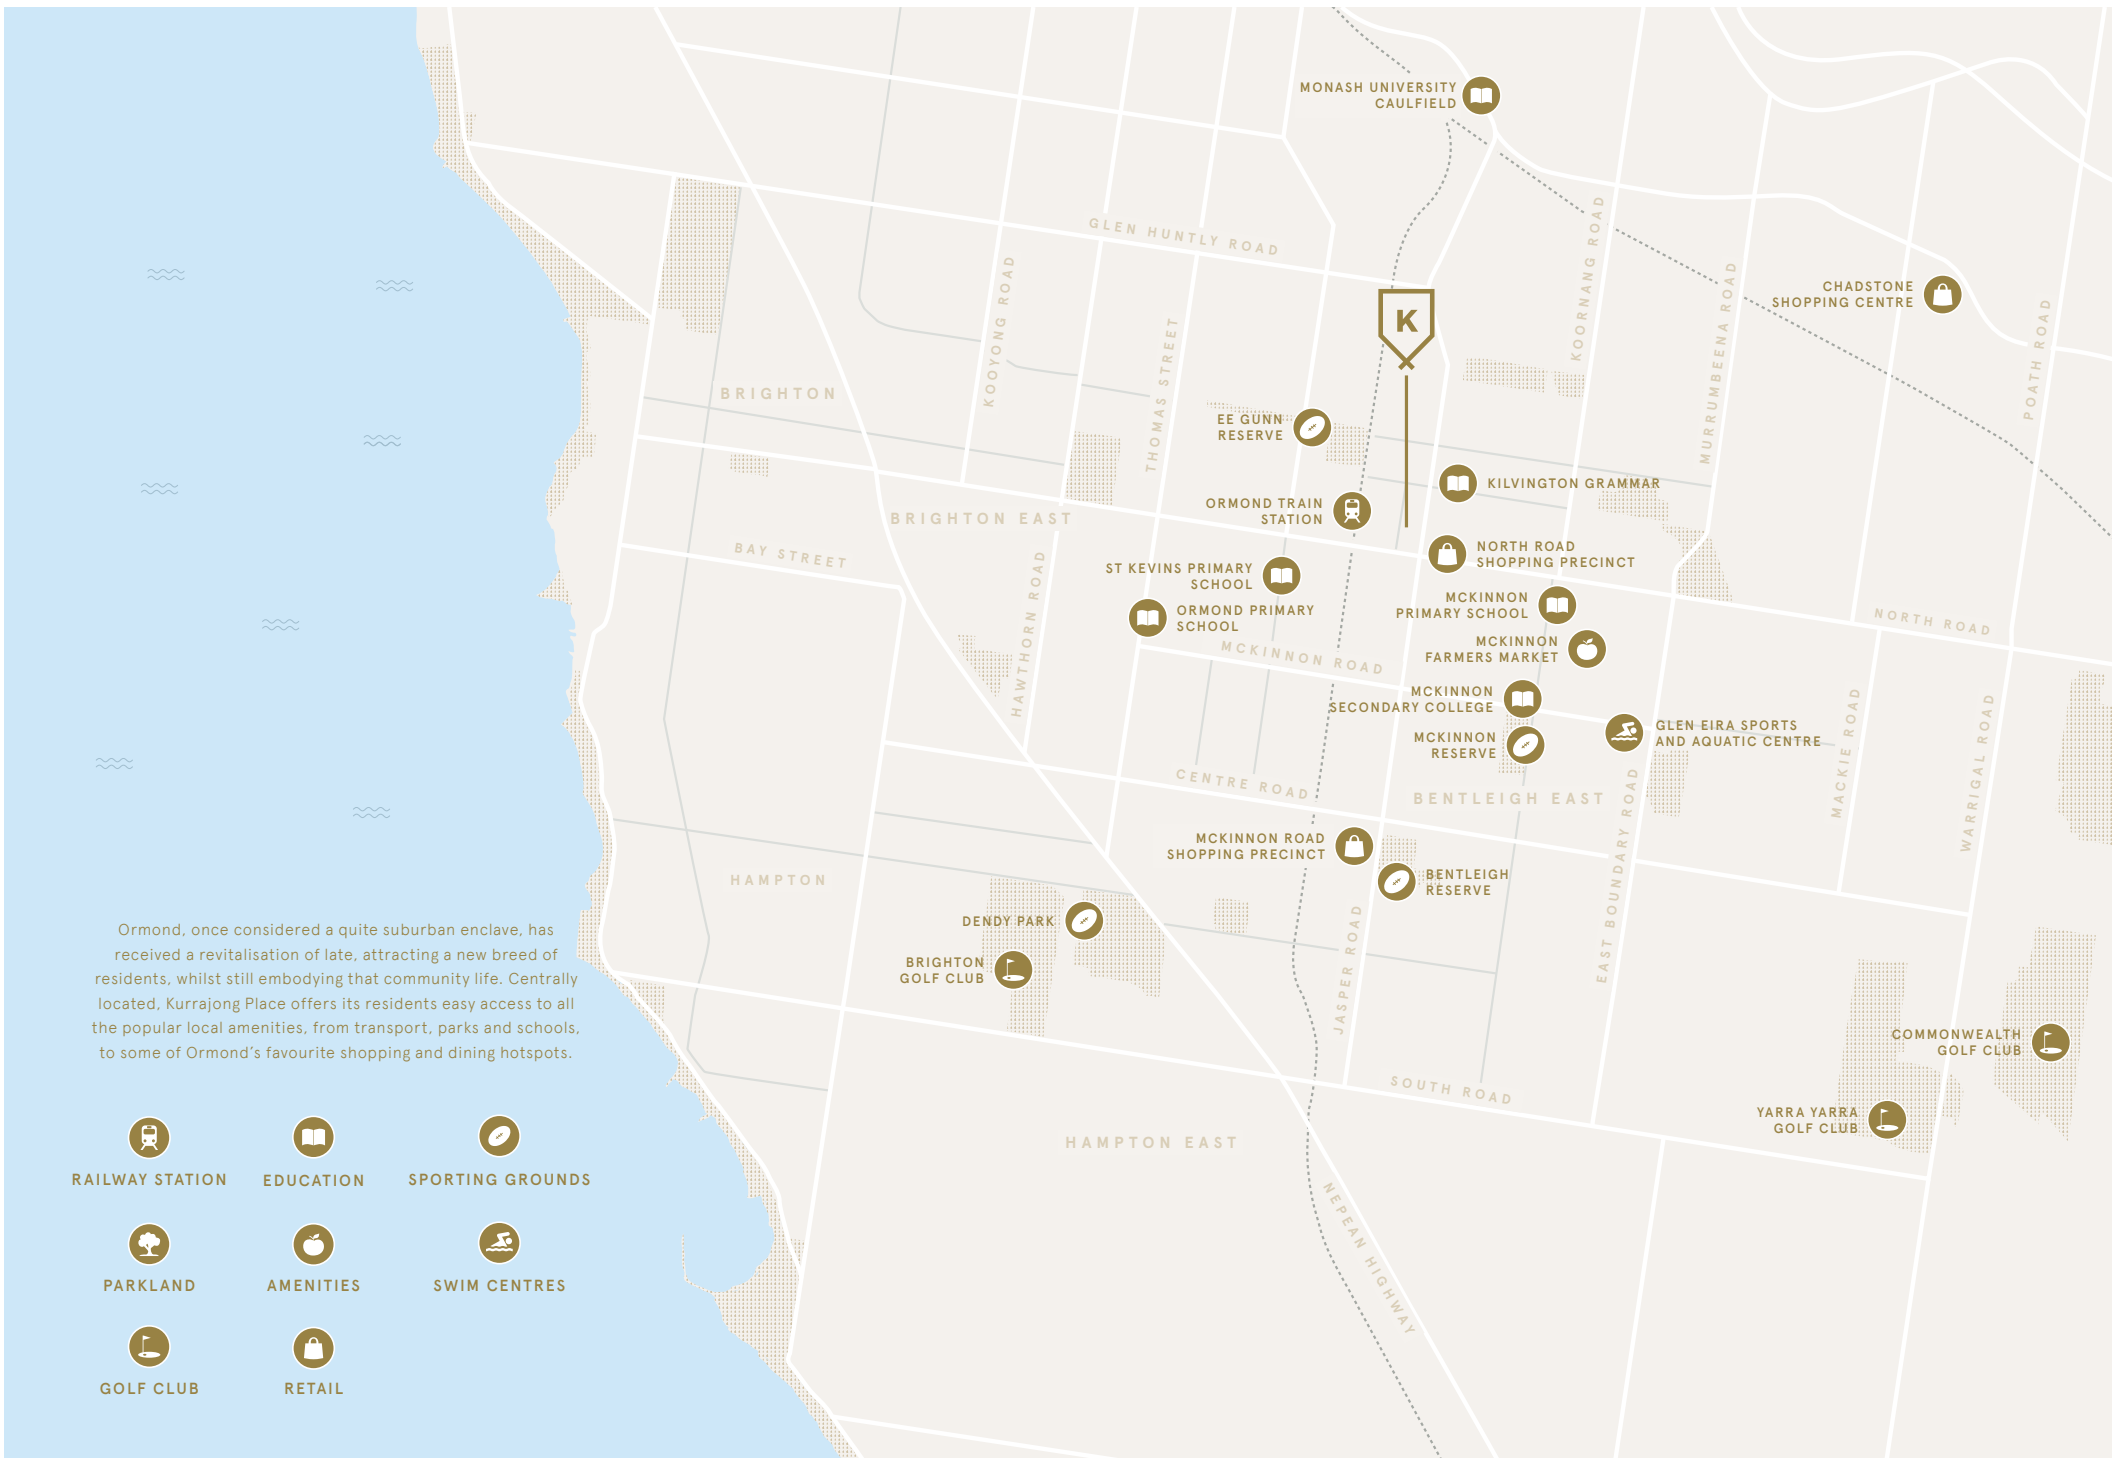 MONASH UNIVERSITY
CAULFIELD
GLEN HUNTLY ROAD
KOOYONG ROAD
THOMAS STREET
KOORNANG ROAD
MURRUMBEENA ROAD
CHADSTONE
SHOPPING CENTRE
POATH ROAD
K
BRIGHTON
EE GUNN
RESERVE
KILVINGTON GRAMMAR
ORMOND TRAIN
STATION
BRIGHTON EAST
BAY STREET
HAWTHORN ROAD
NORTH ROAD
SHOPPING PRECINCT
ST KEVINS PRIMARY
SCHOOL
ORMOND PRIMARY
SCHOOL
MCKINNON
PRIMARY SCHOOL
NORTH ROAD
MCKINNON ROAD
MCKINNON
FARMERS MARKET
MCKINNON
SECONDARY COLLEGE
MCKINNON
RESERVE
GLEN EIRA SPORTS
AND AQUATIC CENTRE
MACKIE ROAD
WARRIGAL ROAD
CENTRE ROAD
BENTLEIGH EAST
EAST BOUNDARY ROAD
MCKINNON ROAD
SHOPPING PRECINCT
BENTLEIGH
RESERVE
HAMPTON
DENDY PARK
BRIGHTON
GOLF CLUB
JASPER ROAD
COMMONWEALTH
GOLF CLUB
SOUTH ROAD
YARRA YARRA
GOLF CLUB
HAMPTON EAST
NEPEAN HIGHWAY
Ormond, once considered a quite suburban enclave, has
received a revitalisation of late, attracting a new breed of
residents, whilst still embodying that community life. Centrally
located, Kurrajong Place offers its residents easy access to all
the popular local amenities, from transport, parks and schools,
to some of Ormond's favourite shopping and dining hotspots.
RAILWAY STATION
EDUCATION
SPORTING GROUNDS
PARKLAND
AMENITIES
SWIM CENTRES
GOLF CLUB
RETAIL